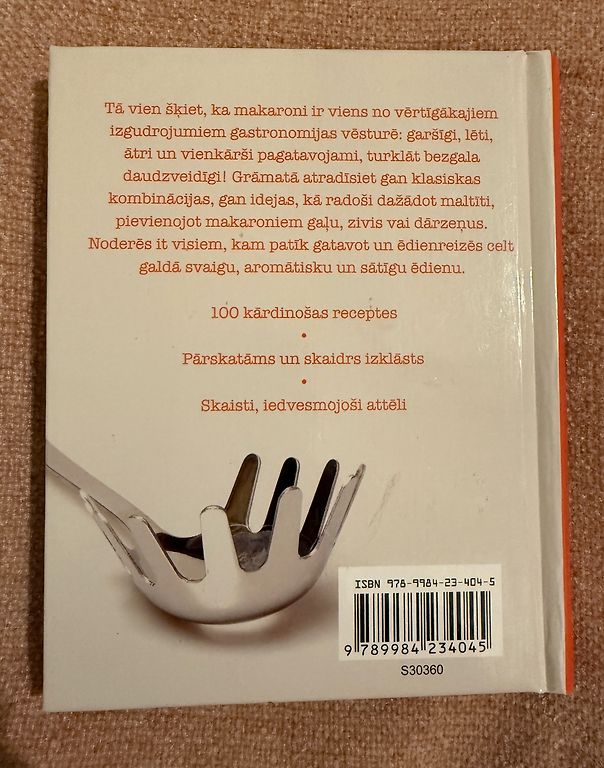 Tā vien šķiet, ka makaroni ir viens no vērtīgākajiem
izgudrojumiem gastronomijas vēsturē: garšīgi, lēti,
ātri un vienkārši pagatavojami, turklāt bezgala
daudzveidīgi! Grāmatā atradīsiet gan klasiskas
kombinācijas, gan idejas, kā radoši dažādot maltīti,
pievienojot makaroniem gaļu, zivis vai dārzeņus.
Noderēs it visiem, kam patīk gatavot un ēdienreizēs celt
galdā svaigu, aromātisku un sātīgu ēdienu.
100 kārdinošas receptes
•
Pārskatāms un skaidrs izklāsts
•
Skaisti, iedvesmojoši attēli
ISBN 978-9984-23-404-5
9 789984 234045
S30360